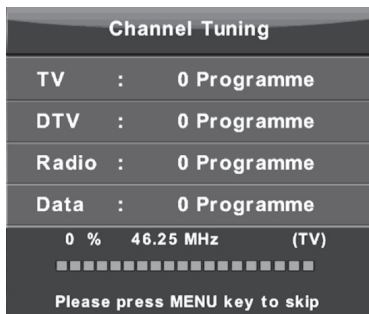 Channel Tuning
TV : 0 Programme
DTV : 0 Programme
Radio : 0 Programme
Data : 0 Programme
0 % 46.25 MHz (TV)
Please press MENU key to skip